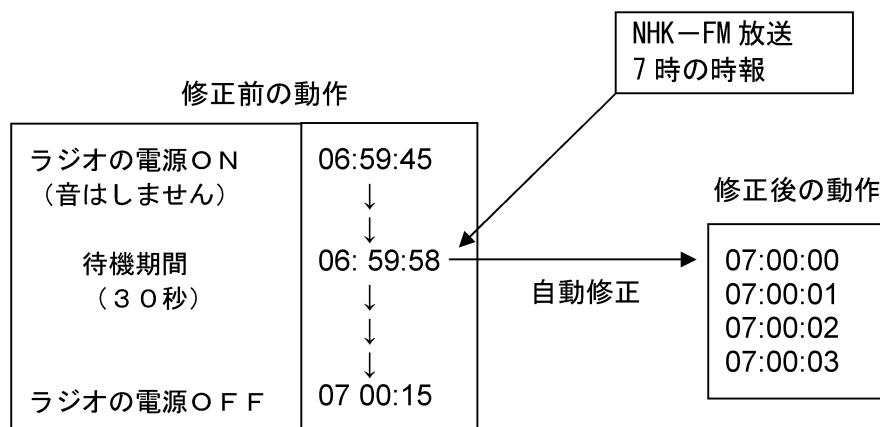 NHK－FM 放送
7 時の時報
修正前の動作
ラジオの電源ＯＮ
（音はしません）
06:59:45
↓
↓
待機期間
（３０秒）
06: 59:58
↓
↓
↓
ラジオの電源ＯＦＦ
07 00:15
自動修正
修正後の動作
07:00:00
07:00:01
07:00:02
07:00:03